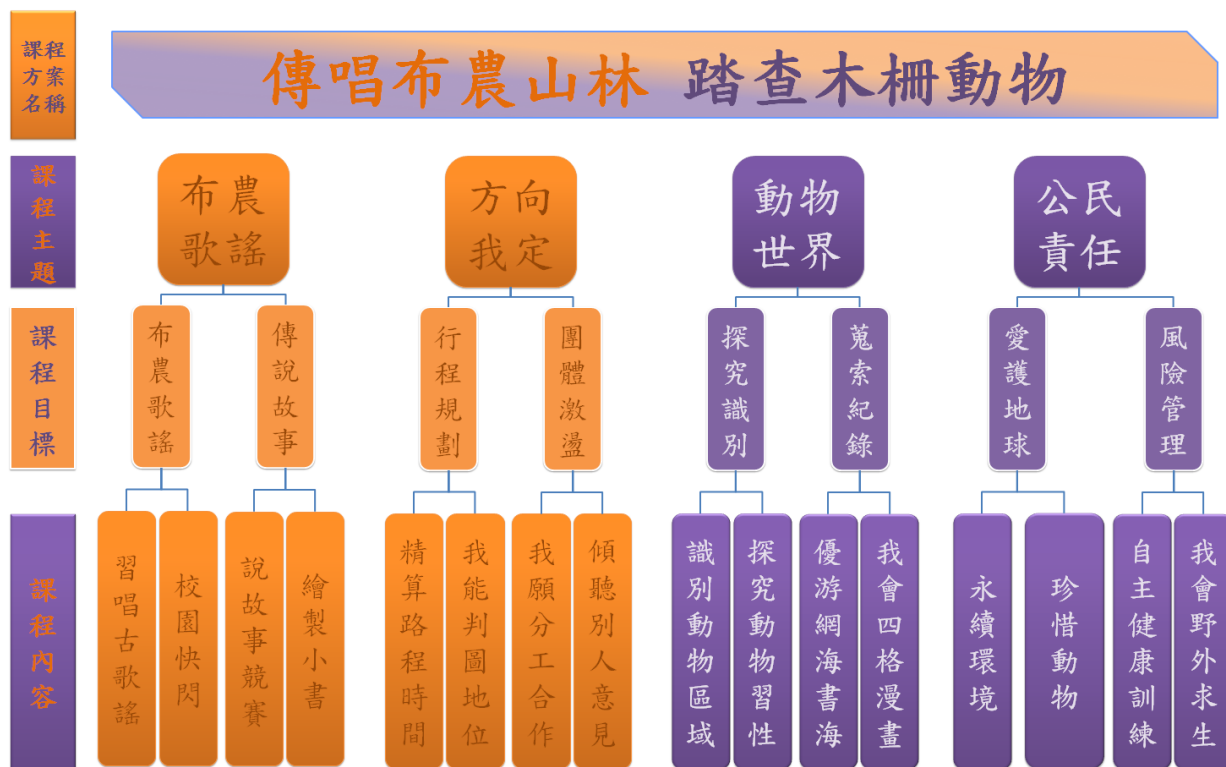 課程
方案
名稱
傳唱布農山林 踏查木柵動物
課程主題
布農
歌謠
方向
我定
動物
世界
公民
責任
課程目標
布農歌謠
傳說故事
行程規劃
團體激盪
探究識別
蒐索紀錄
愛護地球
風險管理
課程內容
習唱古歌謠
校園快閃
說故事競賽
繪製小書
精算路程時間
我能判圖地位
我願分工合作
傾聽別人意見
識別動物區域
探究動物習性
優游網海書海
我會四格漫畫
永續環境
珍惜動物
自主健康訓練
我會野外求生